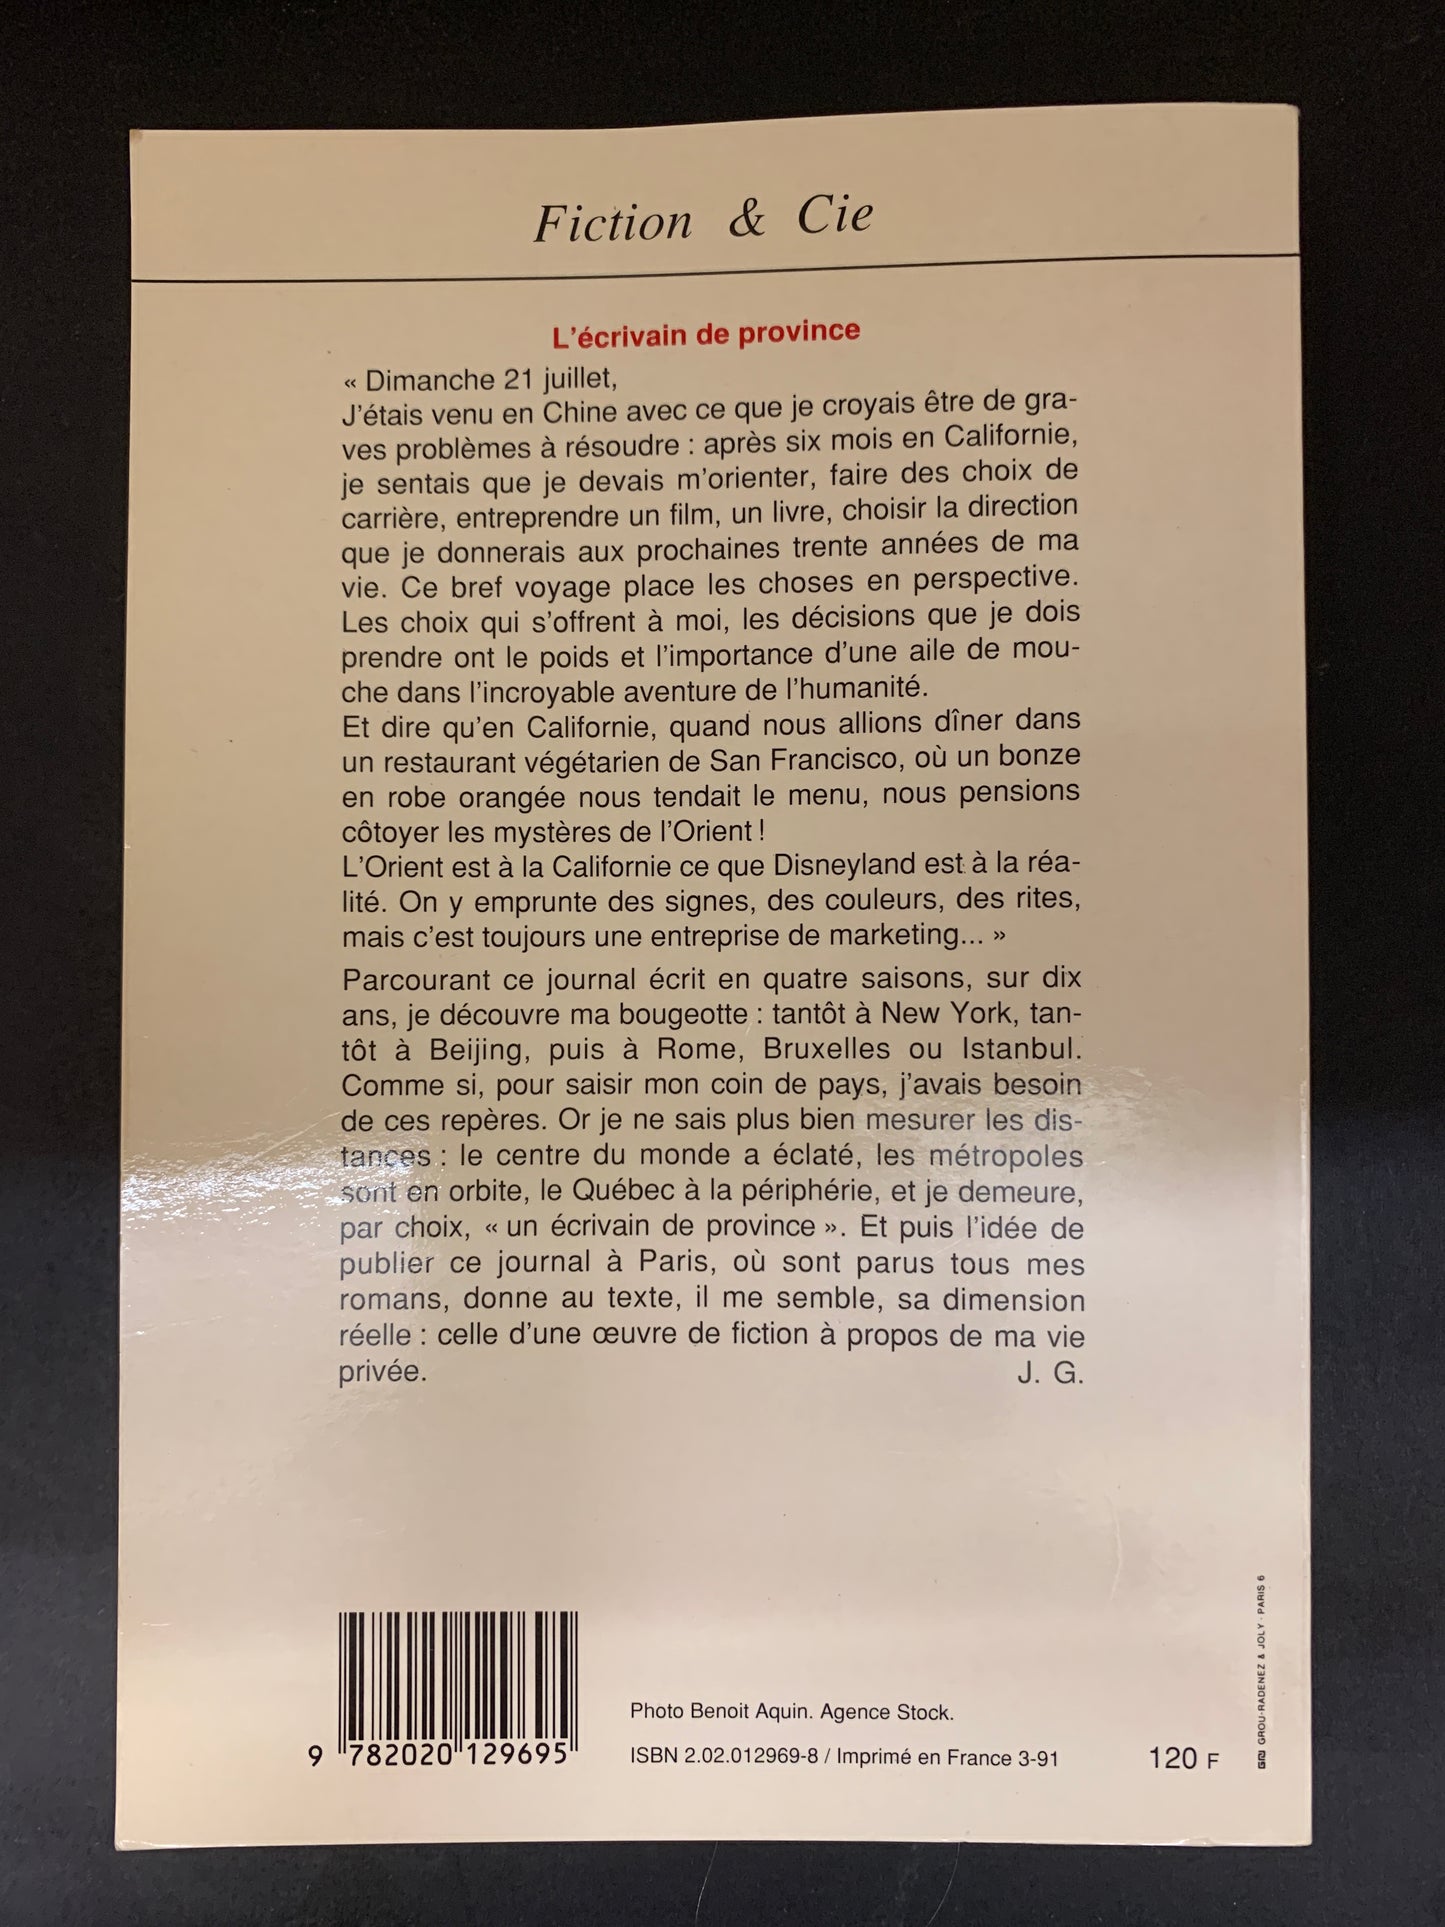 Fiction & Cie
L'écrivain de province
« Dimanche 21 juillet,
J'étais venu en Chine avec ce que je croyais être de gra-
ves problèmes à résoudre : après six mois en Californie,
je sentais que je devais m'orienter, faire des choix de
carrière, entreprendre un film, un livre, choisir la direction
que je donnerais aux prochaines trente années de ma
vie. Ce bref voyage place les choses en perspective.
Les choix qui s'offrent à moi, les décisions que je dois
prendre ont le poids et l'importance d'une aile de mou-
che dans l'incroyable aventure de l'humanité.
Et dire qu'en Californie, quand nous allions dîner dans
un restaurant végétarien de San Francisco, où un bonze
en robe orangée nous tendait le menu, nous pensions
côtoyer les mystères de l'Orient !
L'Orient est à la Californie ce que Disneyland est à la réa-
lité. On y emprunte des signes, des couleurs, des rites,
mais c'est toujours une entreprise de marketing... »
Parcourant ce journal écrit en quatre saisons, sur dix
ans, je découvre ma bougeotte : tantôt à New York, tan-
tôt à Beijing, puis à Rome, Bruxelles ou Istanbul.
Comme si, pour saisir mon coin de pays, j'avais besoin
de ces repères. Or je ne sais plus bien mesurer les dis-
tances : le centre du monde a éclaté, les métropoles
sont en orbite, le Québec à la périphérie, et je demeure,
par choix, « un écrivain de province ». Et puis l'idée de
publier ce journal à Paris, où sont parus tous mes
romans, donne au texte, il me semble, sa dimension
réelle : celle d'une œuvre de fiction à propos de ma vie
privée. J. G.
Photo Benoit Aquin. Agence Stock.
9 782020 129695
ISBN 2.02.012969-8 / Imprimé en France 3-91
120 F
GRJ GROU-RADENEZ & JOLY · PARIS 6